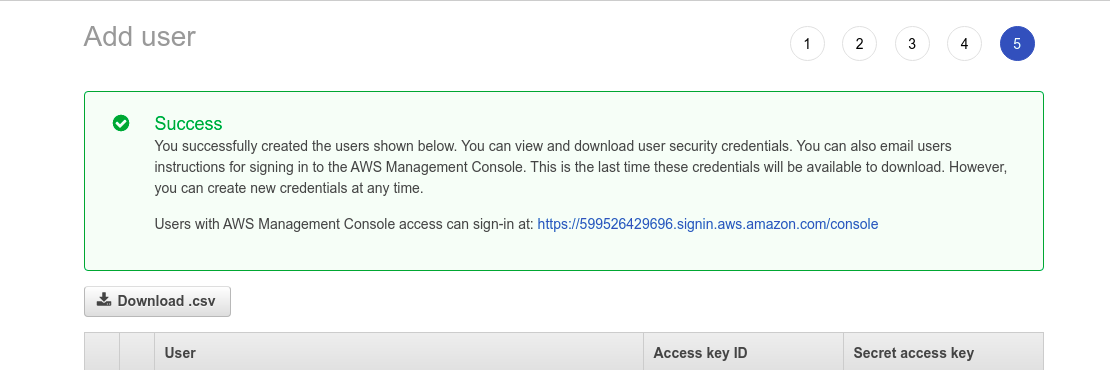 Add user
1 2 3 4 5
Success
You successfully created the users shown below. You can view and download user security credentials. You can also email users
instructions for signing in to the AWS Management Console. This is the last time these credentials will be available to download. However,
you can create new credentials at any time.
Users with AWS Management Console access can sign-in at: https://599526429696.signin.aws.amazon.com/console
Download .csv
User Access key ID Secret access key